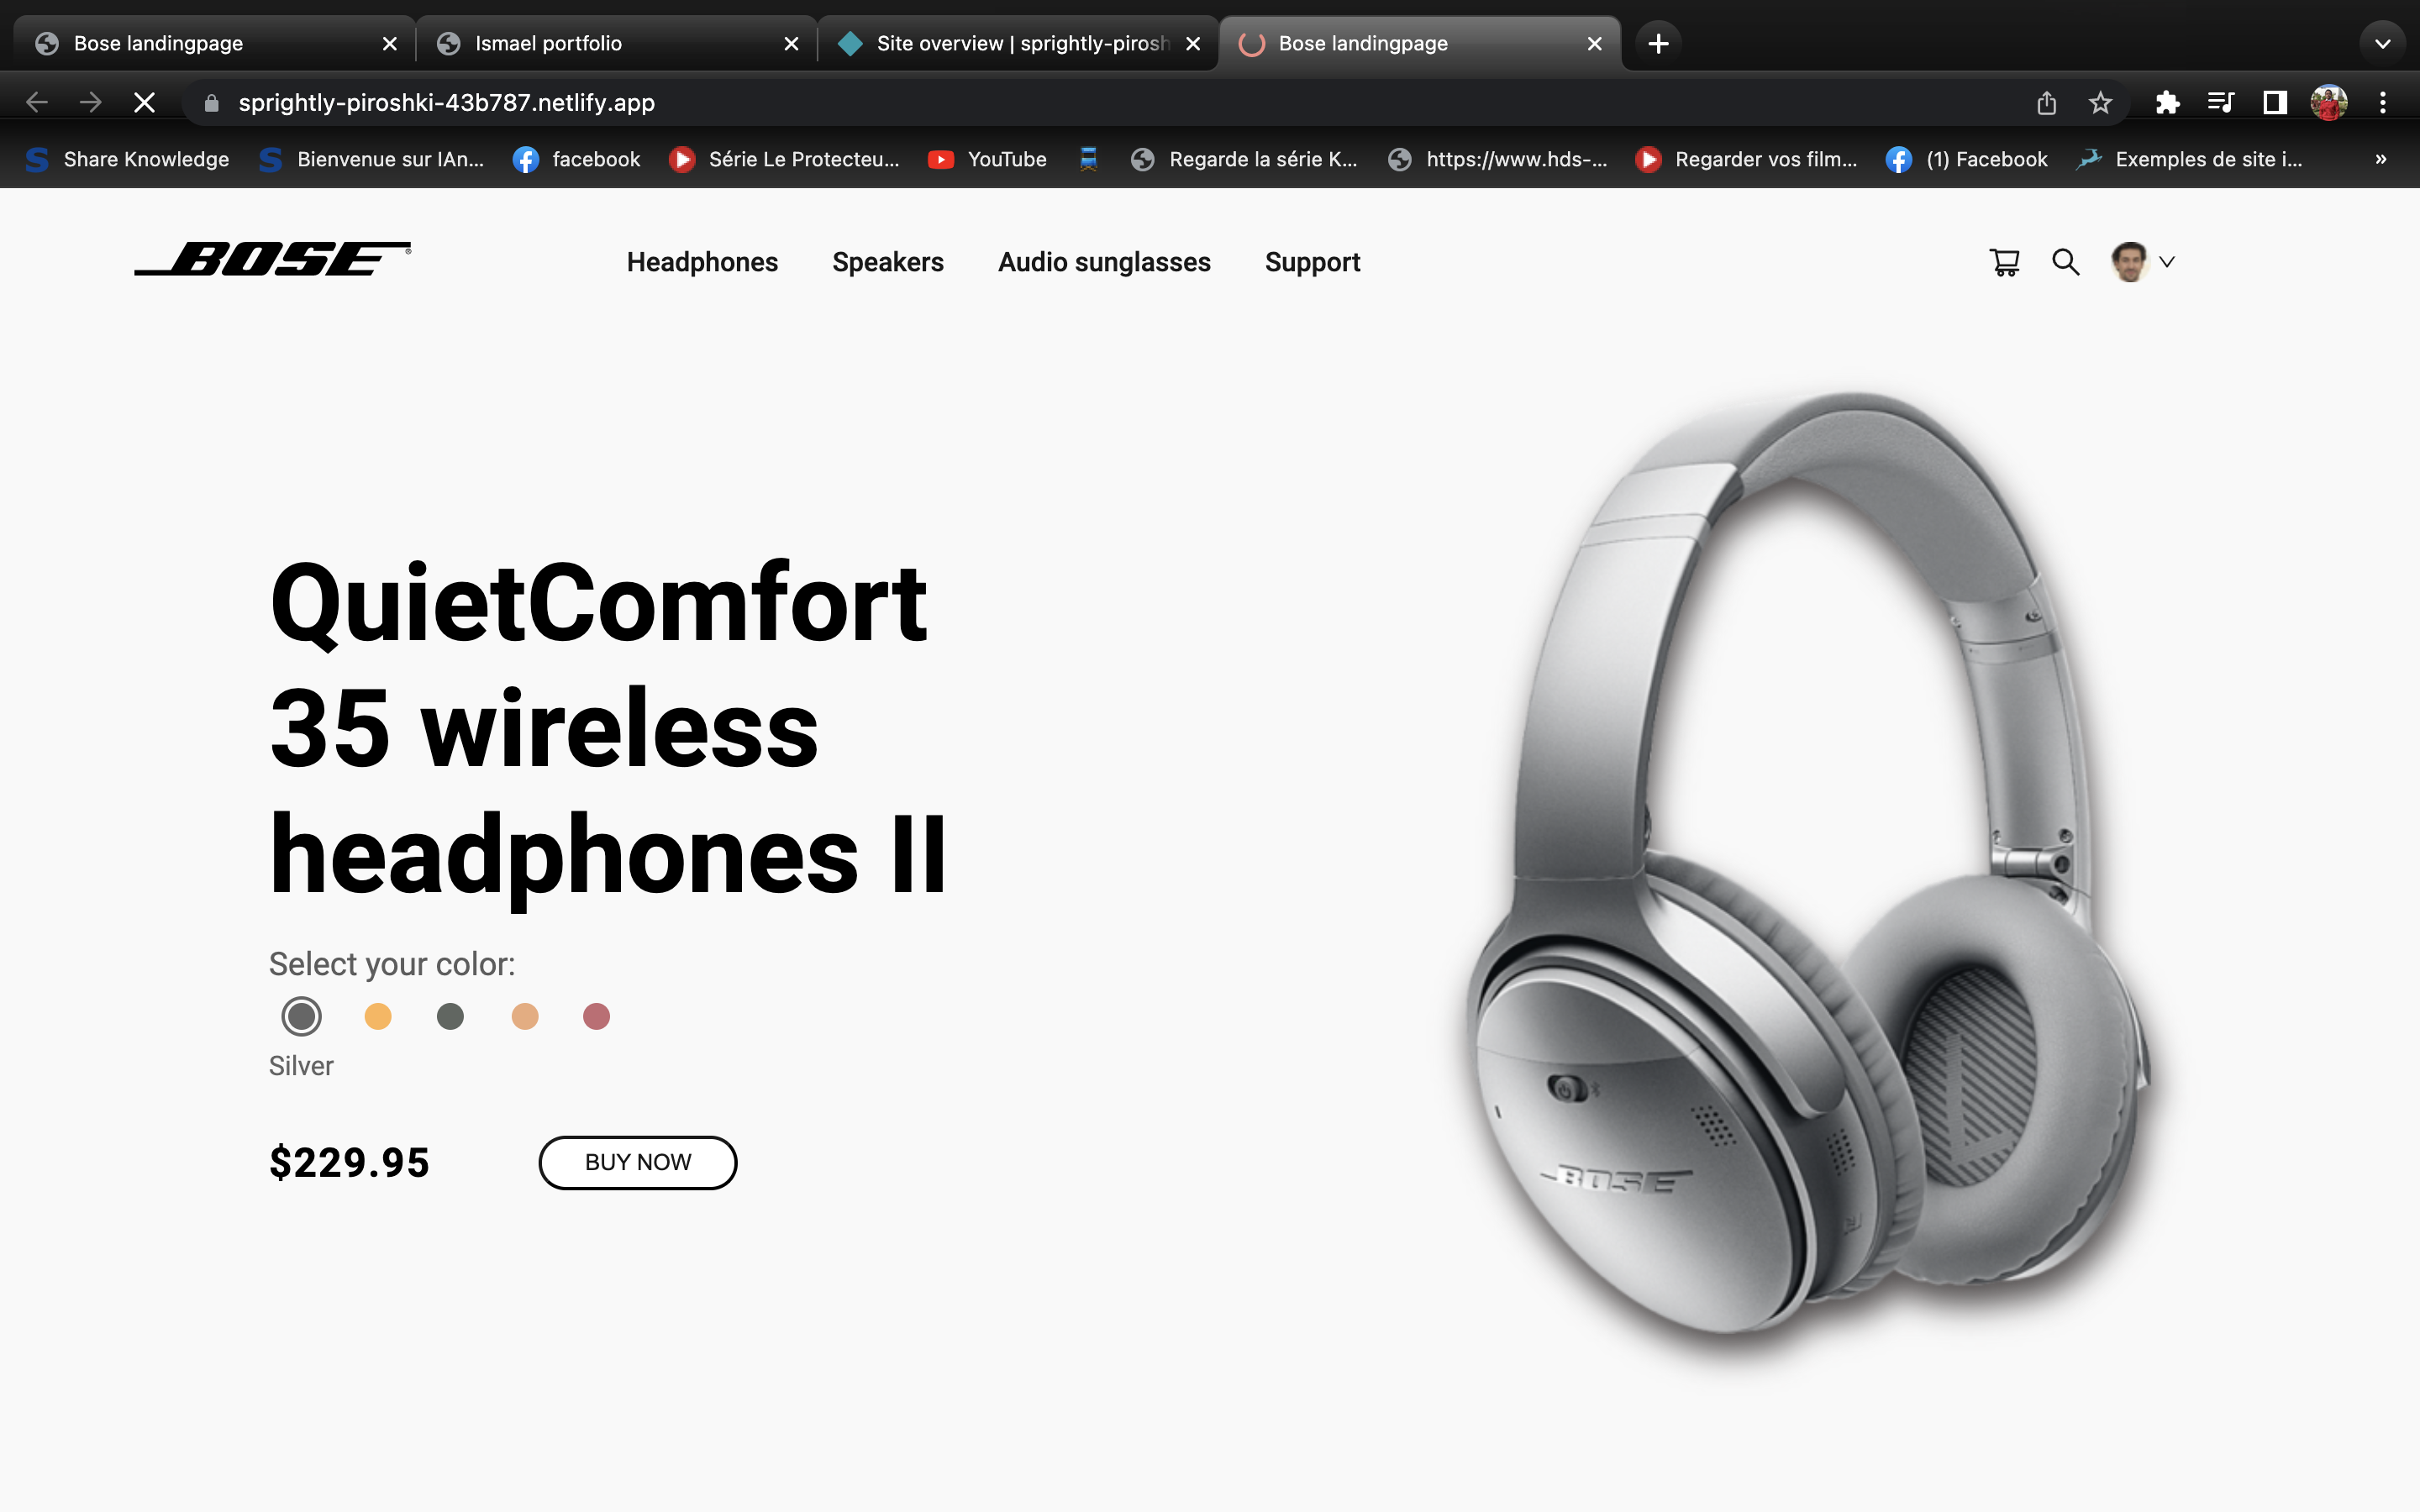 Bose landingpage
Ismael portfolio
Site overview | sprightly-pirosh
Bose landingpage
sprightly-piroshki-43b787.netlify.app
Share Knowledge
Bienvenue sur IAn...
facebook
Série Le Protecteu...
YouTube
Regarde la série K...
https://www.hds-...
Regarder vos film...
(1) Facebook
Exemples de site i...
»
BOSE®
Headphones
Speakers
Audio sunglasses
Support
QuietComfort
35 wireless
headphones II
Select your color:
Silver
$229.95
BUY NOW
BOSE
R
L